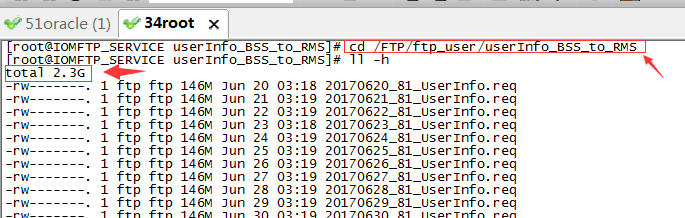 51oracle (1) 34root
[root@IOMFTP_SERVICE userInfo_BSS_to_RMS]# cd /FTP/ftp_user/userInfo_BSS_to_RMS
[root@IOMFTP_SERVICE userInfo_BSS_to_RMS]# ll -h
total 2.3G
-rw-------. 1 ftp ftp 146M Jun 20 03:18 20170620_81_UserInfo.req
-rw-------. 1 ftp ftp 146M Jun 21 03:19 20170621_81_UserInfo.req
-rw-------. 1 ftp ftp 146M Jun 22 03:19 20170622_81_UserInfo.req
-rw-------. 1 ftp ftp 146M Jun 23 03:18 20170623_81_UserInfo.req
-rw-------. 1 ftp ftp 146M Jun 24 03:19 20170624_81_UserInfo.req
-rw-------. 1 ftp ftp 146M Jun 25 03:19 20170625_81_UserInfo.req
-rw-------. 1 ftp ftp 146M Jun 26 03:19 20170626_81_UserInfo.req
-rw-------. 1 ftp ftp 146M Jun 27 03:19 20170627_81_UserInfo.req
-rw-------. 1 ftp ftp 146M Jun 28 03:19 20170628_81_UserInfo.req
-rw-------. 1 ftp ftp 146M Jun 29 03:19 20170629_81_UserInfo.req
-rw-------. 1 ftp ftp 146M Jun 30 03:19 20170630_81_UserInfo.req